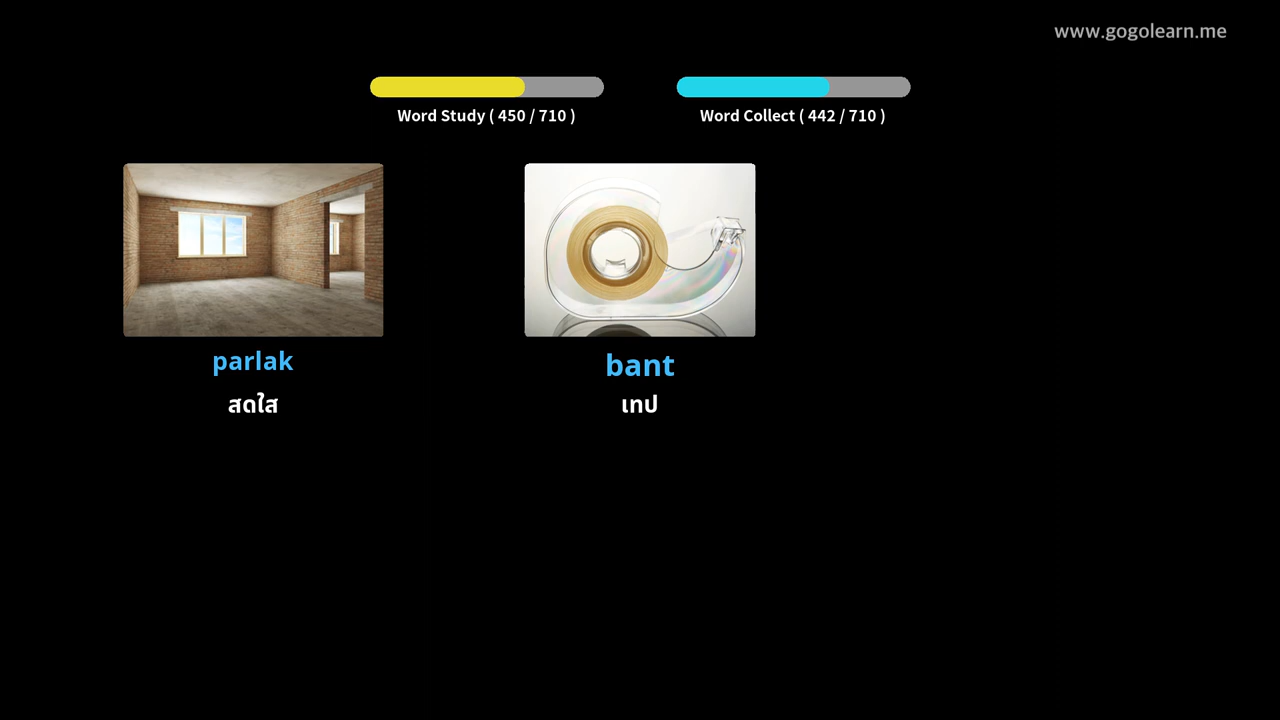 www.gogolearn.me
Word Study ( 450 / 710 )
Word Collect ( 442 / 710 )
parlak
สดใส
bant
เทป